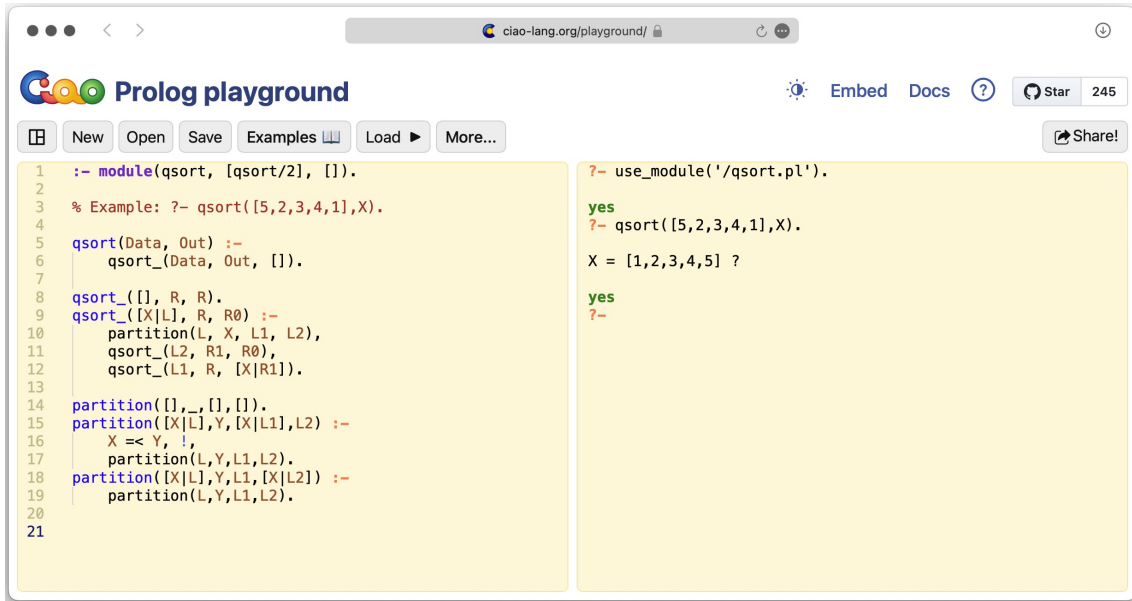 ciao-lang.org/playground/
Ciao Prolog playground
Embed Docs ? Star 245
New Open Save Examples Load ▶ More... Share!
1 :- module(qsort, [qsort/2], []).
2
3 % Example: ?- qsort([5,2,3,4,1],X).
4
5 qsort(Data, Out) :-
6     qsort_(Data, Out, []).
7
8 qsort_([], R, R).
9 qsort_([X|L], R, R0) :-
10     partition(L, X, L1, L2),
11     qsort_(L2, R1, R0),
12     qsort_(L1, R, [X|R1]).
13
14 partition([],_,[],[]).
15 partition([X|L],Y,[X|L1],L2) :-
16     X =< Y, !,
17     partition(L,Y,L1,L2).
18 partition([X|L],Y,L1,[X|L2]) :-
19     partition(L,Y,L1,L2).
20
21
?- use_module('/qsort.pl').
yes
?- qsort([5,2,3,4,1],X).
X = [1,2,3,4,5] ?
yes
?-